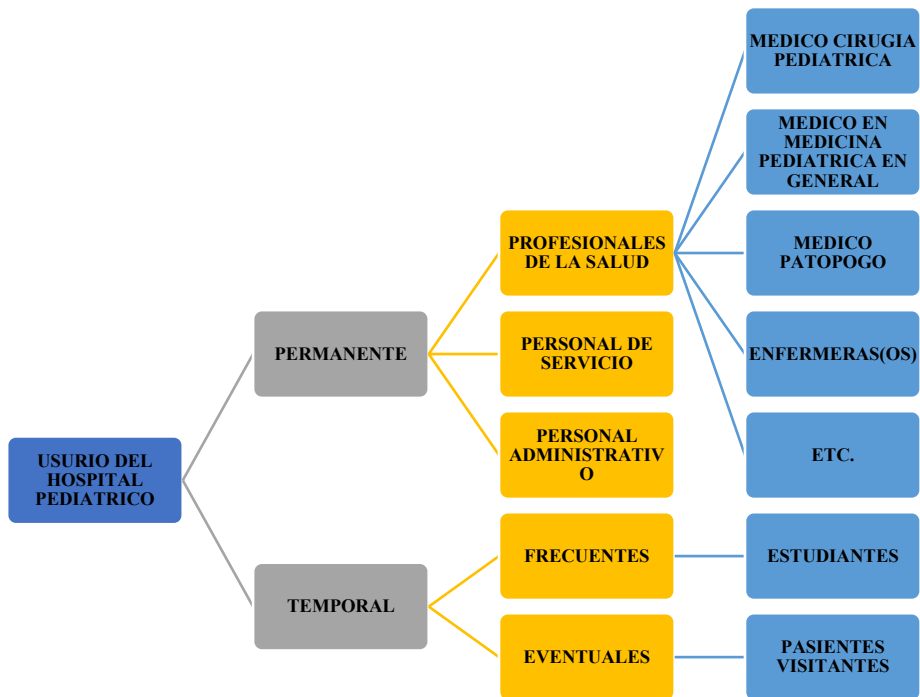 MEDICO CIRUGIA
PEDIATRICA
MEDICO EN
MEDICINA
PEDIATRICA EN
GENERAL
PROFESIONALES
DE LA SALUD
MEDICO
PATOPOGO
PERMANENTE
PERSONAL DE
SERVICIO
ENFERMERAS(OS)
USURIO DEL
HOSPITAL
PEDIATRICO
PERSONAL
ADMINISTRATIV
O
ETC.
FRECUENTES
ESTUDIANTES
TEMPORAL
EVENTUALES
PASIENTES
VISITANTES